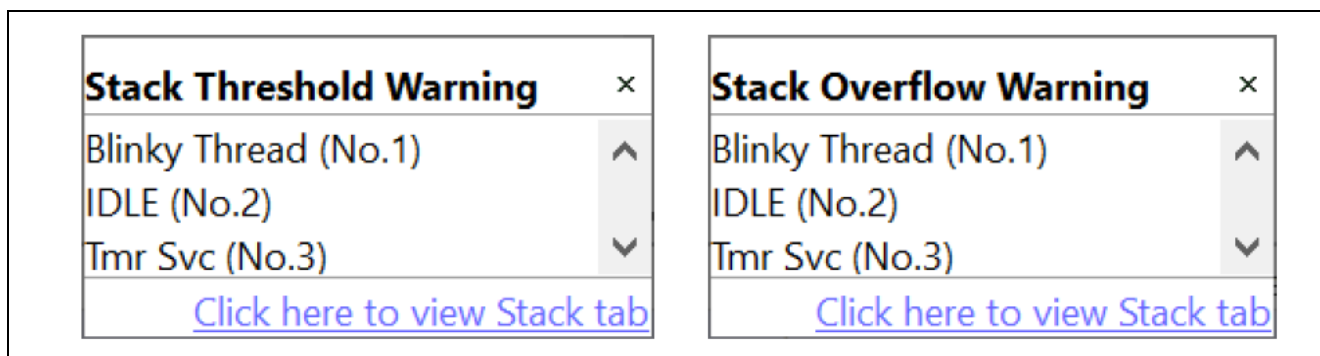 Stack Threshold Warning ×
Blinky Thread (No.1)
IDLE (No.2)
Tmr Svc (No.3)
Click here to view Stack tab
Stack Overflow Warning ×
Blinky Thread (No.1)
IDLE (No.2)
Tmr Svc (No.3)
Click here to view Stack tab